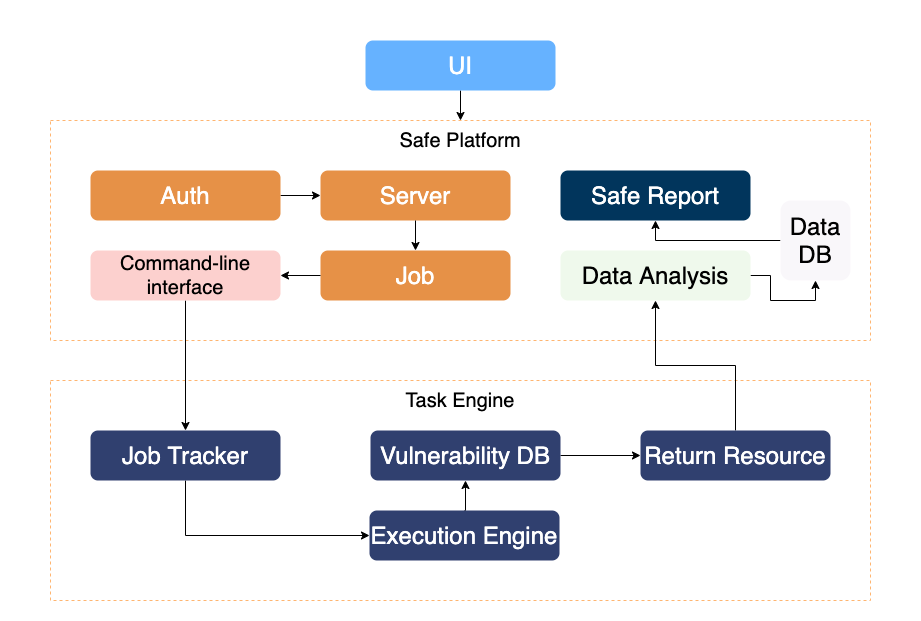 UI
Safe Platform
Auth
Server
Safe Report
Data
DB
Command-line
interface
Job
Data Analysis
Task Engine
Job Tracker
Vulnerability DB
Return Resource
Execution Engine